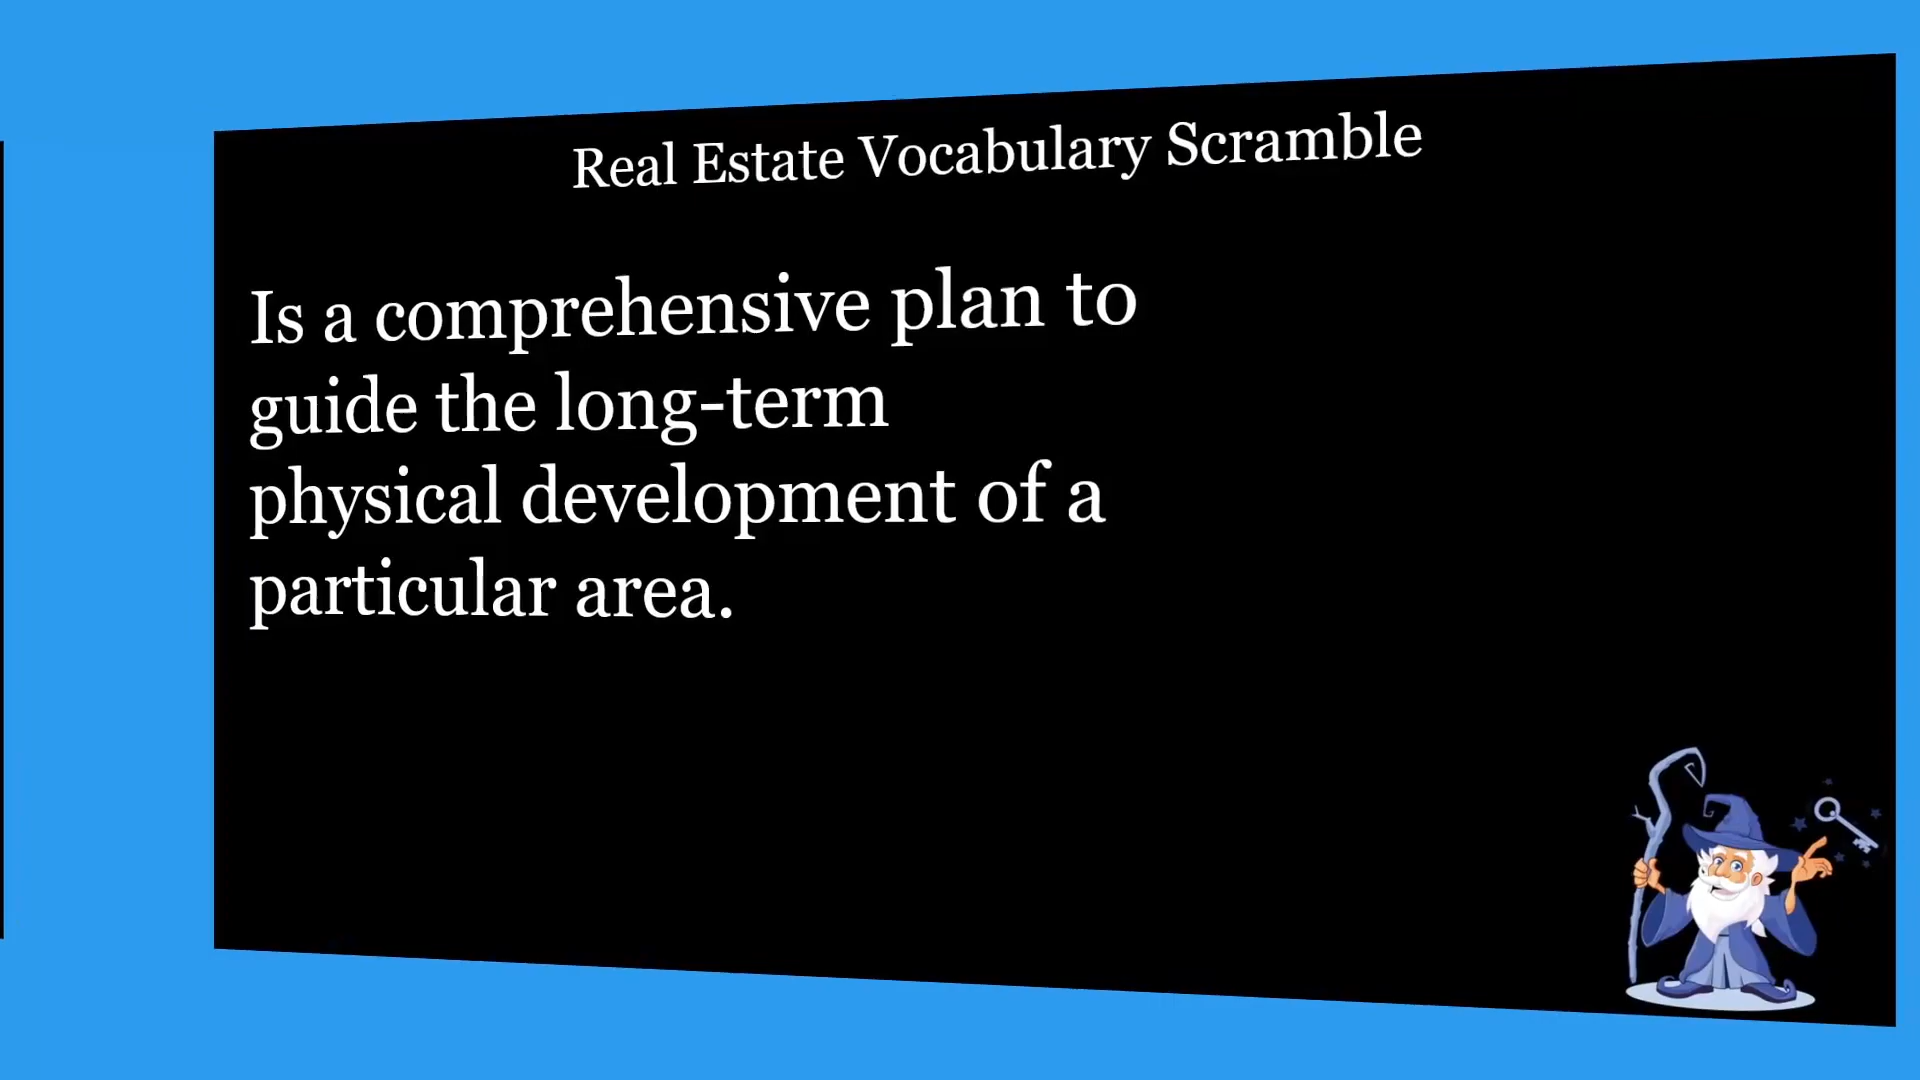 Real Estate Vocabulary Scramble
Is a comprehensive plan to
guide the long-term
physical development of a
particular area.